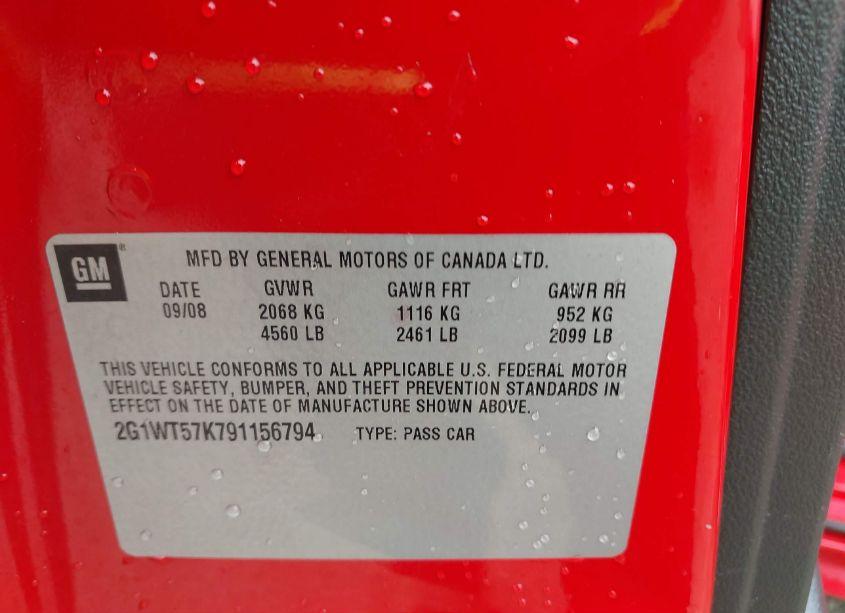 GM ®
MFD BY GENERAL MOTORS OF CANADA LTD.
DATE GVWR GAWR FRT GAWR RR
09/08 2068 KG 1116 KG 952 KG
4560 LB 2461 LB 2099 LB
THIS VEHICLE CONFORMS TO ALL APPLICABLE U.S. FEDERAL MOTOR
VEHICLE SAFETY, BUMPER, AND THEFT PREVENTION STANDARDS IN
EFFECT ON THE DATE OF MANUFACTURE SHOWN ABOVE.
2G1WT57K791156794 TYPE: PASS CAR